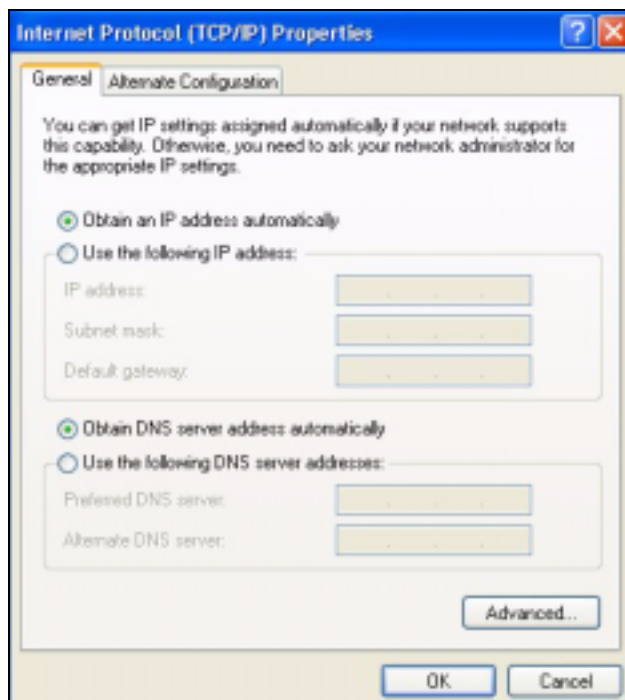 Internet Protocol (TCP/IP) Properties
General
Alternate Configuration
You can get IP settings assigned automatically if your network supports
this capability. Otherwise, you need to ask your network administrator for
the appropriate IP settings.
Obtain an IP address automatically
Use the following IP address:
IP address:
Subnet mask:
Default gateway:
Obtain DNS server address automatically
Use the following DNS server addresses:
Preferred DNS server:
Alternate DNS server:
Advanced...
OK
Cancel